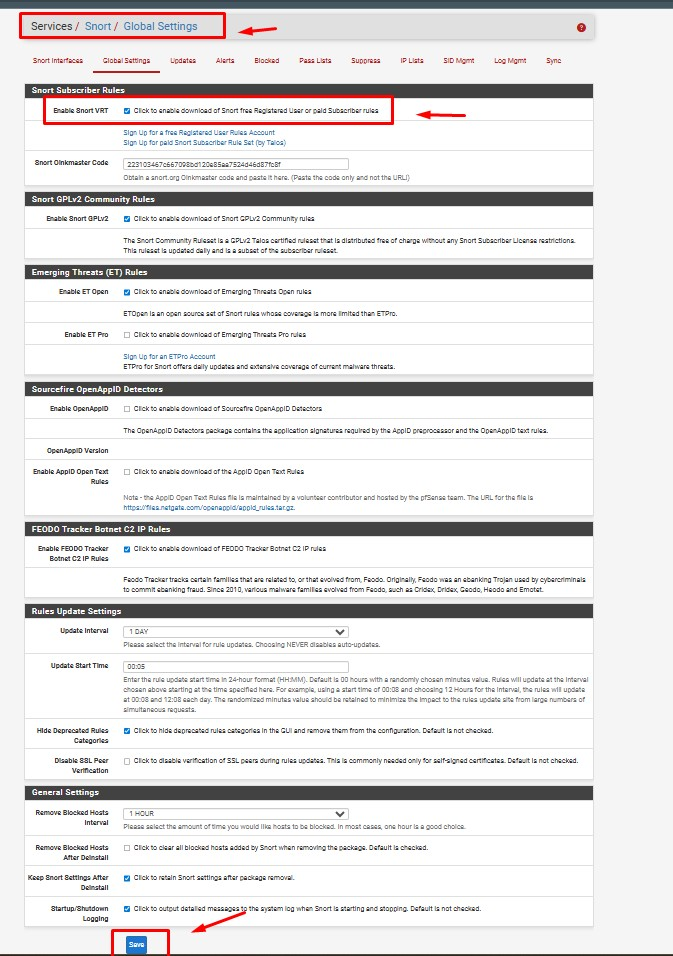 Services / Snort / Global Settings
Snort Interfaces Global Settings Updates Alerts Blocked Pass Lists Suppress IP Lists SID Mgmt Log Mgmt Sync
Snort Subscriber Rules
Enable Snort VRT Click to enable download of Snort free Registered User or paid Subscriber rules
Sign Up for a free Registered User Rules Account
Sign Up for paid Snort Subscriber Rule Set (by Talos)
Snort Oinkmaster Code
Obtain a snort.org Oinkmaster code and paste it here. (Paste the code only and not the URL!)
Snort GPLv2 Community Rules
Enable Snort GPLv2 Click to enable download of Snort GPLv2 Community rules
The Snort Community Ruleset is a GPLv2 Talos certified ruleset that is distributed free of charge without any Snort Subscriber License restrictions.
This ruleset is updated daily and is a subset of the subscriber ruleset.
Emerging Threats (ET) Rules
Enable ET Open Click to enable download of Emerging Threats Open rules
ETOpen is an open source set of Snort rules whose coverage is more limited than ETPro.
Enable ET Pro Click to enable download of Emerging Threats Pro rules
Sign Up for an ETPro Account
ETPro for Snort offers daily updates and extensive coverage of current malware threats.
Sourcefire OpenAppID Detectors
Enable OpenAppID Click to enable download of Sourcefire OpenAppID Detectors
The OpenAppID Detectors package contains the application signatures required by the AppID preprocessor and the OpenAppID text rules.
OpenAppID Version
Enable AppID Open Text Click to enable download of the AppID Open Text Rules
Rules
Note - the AppID Open Text Rules file is maintained by a volunteer contributor and hosted by the pfSense team. The URL for the file is
https://files.netgate.com/openappid/appid_rules.tar.gz.
FEODO Tracker Botnet C2 IP Rules
Enable FEODO Tracker Click to enable download of FEODO Tracker Botnet C2 IP rules
Botnet C2 IP Rules
Feodo Tracker tracks certain families that are related to, or that evolved from, Feodo. Originally, Feodo was an ebanking Trojan used by cybercriminals
to commit ebanking fraud. Since 2010, various malware families evolved from Feodo, such as Cridex, Dridex, Geodo, Heodo and Emotet.
Rules Update Settings
Update Interval 1 DAY
Please select the interval for rule updates. Choosing NEVER disables auto-updates.
Update Start Time 00:05
Enter the rule update start time in 24-hour format (HH:MM). Default is 00 hours with a randomly chosen minutes value. Rules will update at the interval
chosen above starting at the time specified here. For example, using a start time of 00:08 and choosing 12 Hours for the interval, the rules will update
at 00:08 and 12:08 each day. The randomized minutes value should be retained to minimize the impact to the rules update site from large numbers of
simultaneous requests.
Hide Deprecated Rules Click to hide deprecated rules categories in the GUI and remove them from the configuration. Default is not checked.
Categories
Disable SSL Peer Click to disable verification of SSL peers during rules updates. This is commonly needed only for self-signed certificates. Default is not checked.
Verification
General Settings
Remove Blocked Hosts 1 HOUR
Interval
Please select the amount of time you would like hosts to be blocked. In most cases, one hour is a good choice.
Remove Blocked Hosts Click to clear all blocked hosts added by Snort when removing the package. Default is checked.
After Deinstall
Keep Snort Settings After Click to retain Snort settings after package removal.
Deinstall
Startup/Shutdown Click to output detailed messages to the system log when Snort is starting and stopping. Default is not checked.
Logging
Save